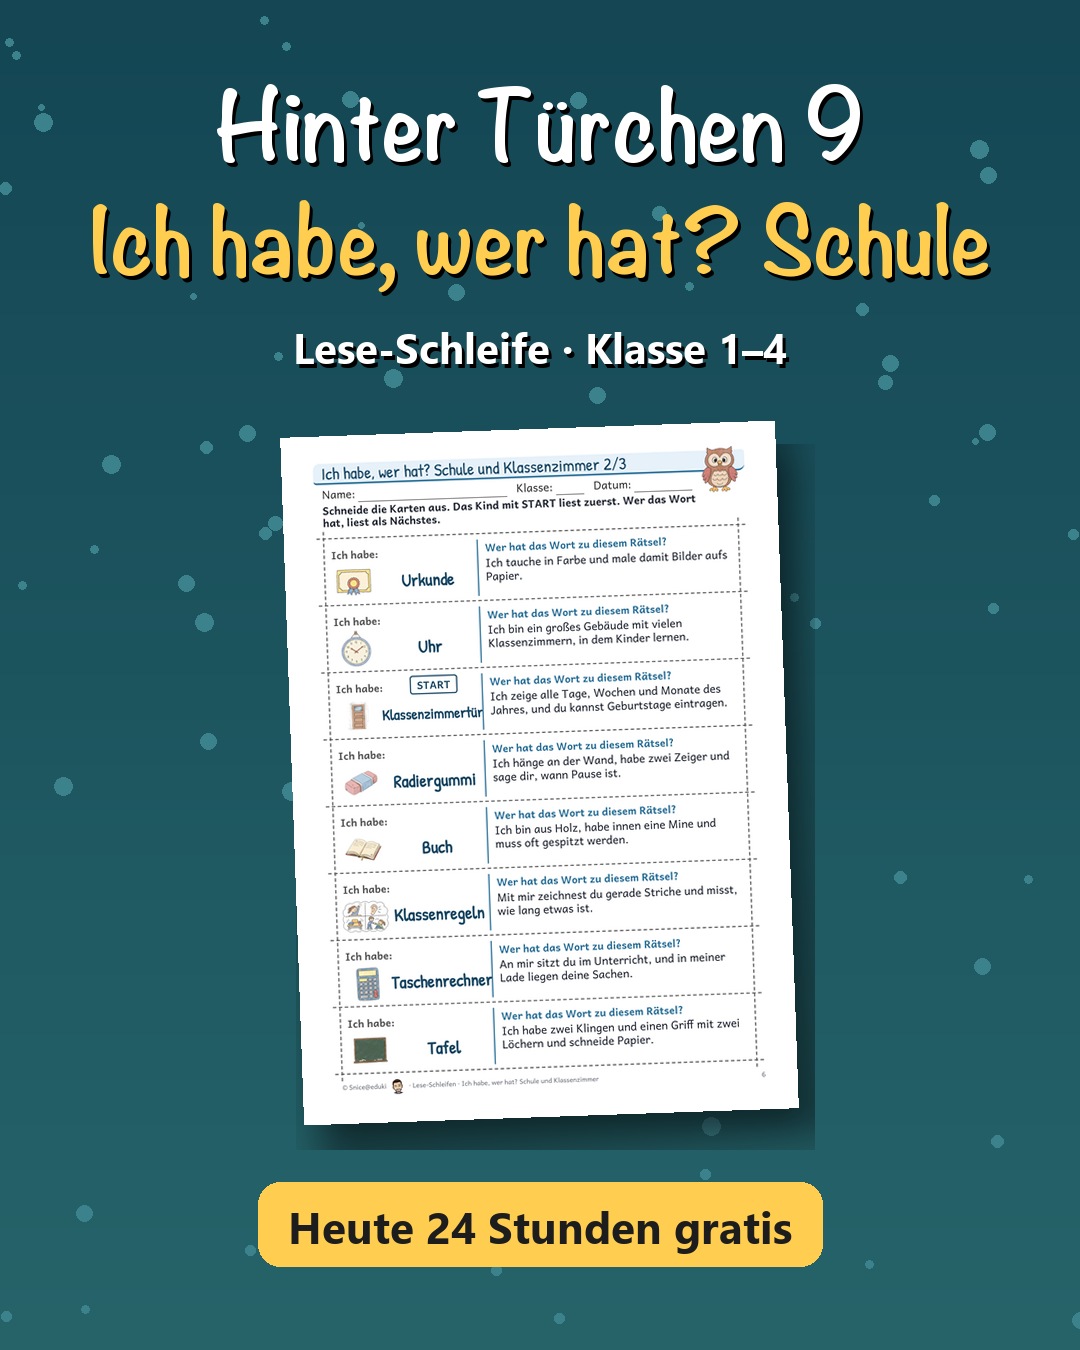 Hinter Türchen 9
Ich habe, wer hat? Schule
Lese-Schleife · Klasse 1–4
Ich habe, wer hat? Schule und Klassenzimmer 2/3
Name: Klasse: Datum:
Schneide die Karten aus. Das Kind mit START liest zuerst. Wer das Wort
hat, liest als Nächstes.
Ich habe:
Urkunde
Wer hat das Wort zu diesem Rätsel?
Ich tauche in Farbe und male damit Bilder aufs
Papier.
Ich habe:
Uhr
Wer hat das Wort zu diesem Rätsel?
Ich bin ein großes Gebäude mit vielen
Klassenzimmern, in dem Kinder lernen.
Ich habe:
START
Klassenzimmertür
Wer hat das Wort zu diesem Rätsel?
Ich zeige alle Tage, Wochen und Monate des
Jahres, und du kannst Geburtstage eintragen.
Ich habe:
Radiergummi
Wer hat das Wort zu diesem Rätsel?
Ich hänge an der Wand, habe zwei Zeiger und
sage dir, wann Pause ist.
Ich habe:
Buch
Wer hat das Wort zu diesem Rätsel?
Ich bin aus Holz, habe innen eine Mine und
muss oft gespitzt werden.
Ich habe:
Klassenregeln
Wer hat das Wort zu diesem Rätsel?
Mit mir zeichnest du gerade Striche und misst,
wie lang etwas ist.
Ich habe:
Taschenrechner
Wer hat das Wort zu diesem Rätsel?
An mir sitzt du im Unterricht, und in meiner
Lade liegen deine Sachen.
Ich habe:
Tafel
Wer hat das Wort zu diesem Rätsel?
Ich habe zwei Klingen und einen Griff mit zwei
Löchern und schneide Papier.
© Snice@eduki · Lese-Schleifen · Ich habe, wer hat? Schule und Klassenzimmer
6
Heute 24 Stunden gratis